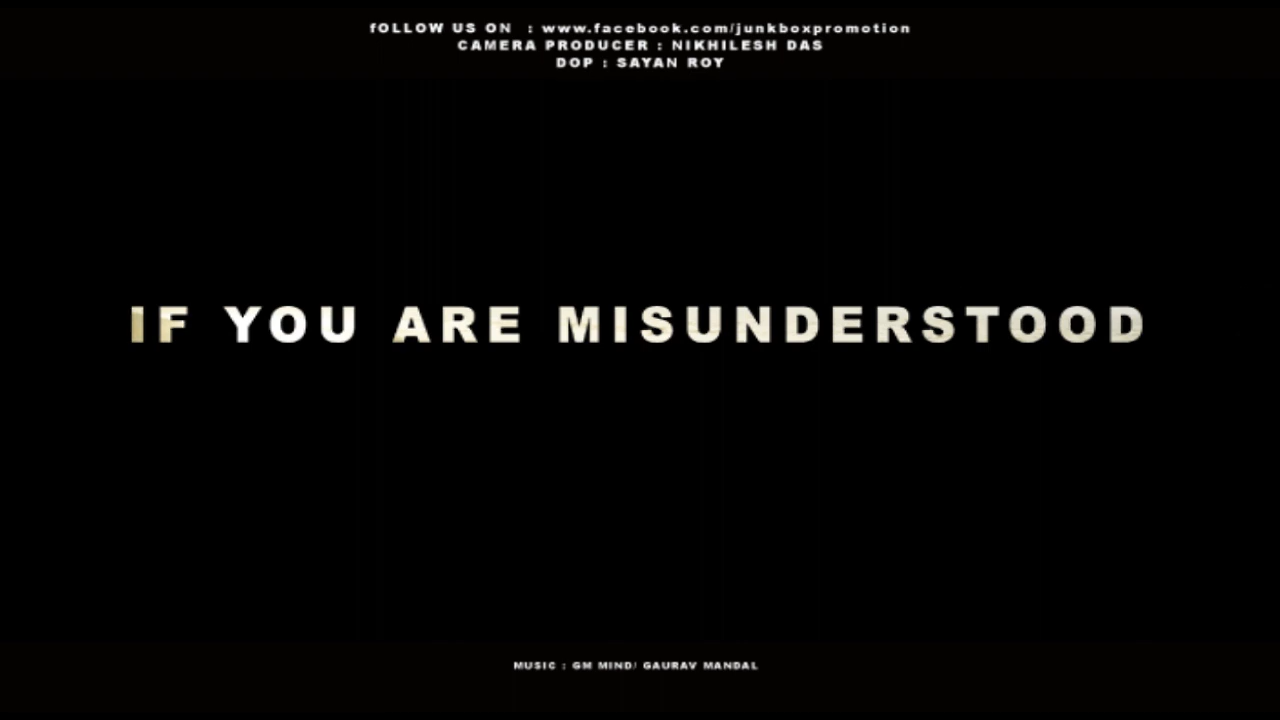 fOLLOW US ON : www.facebook.com/junkboxpromotion
CAMERA PRODUCER : NIKHILESH DAS
DOP : SAYAN ROY
IF YOU ARE MISUNDERSTOOD
MUSIC : GM MIND/ GAURAV MANDAL